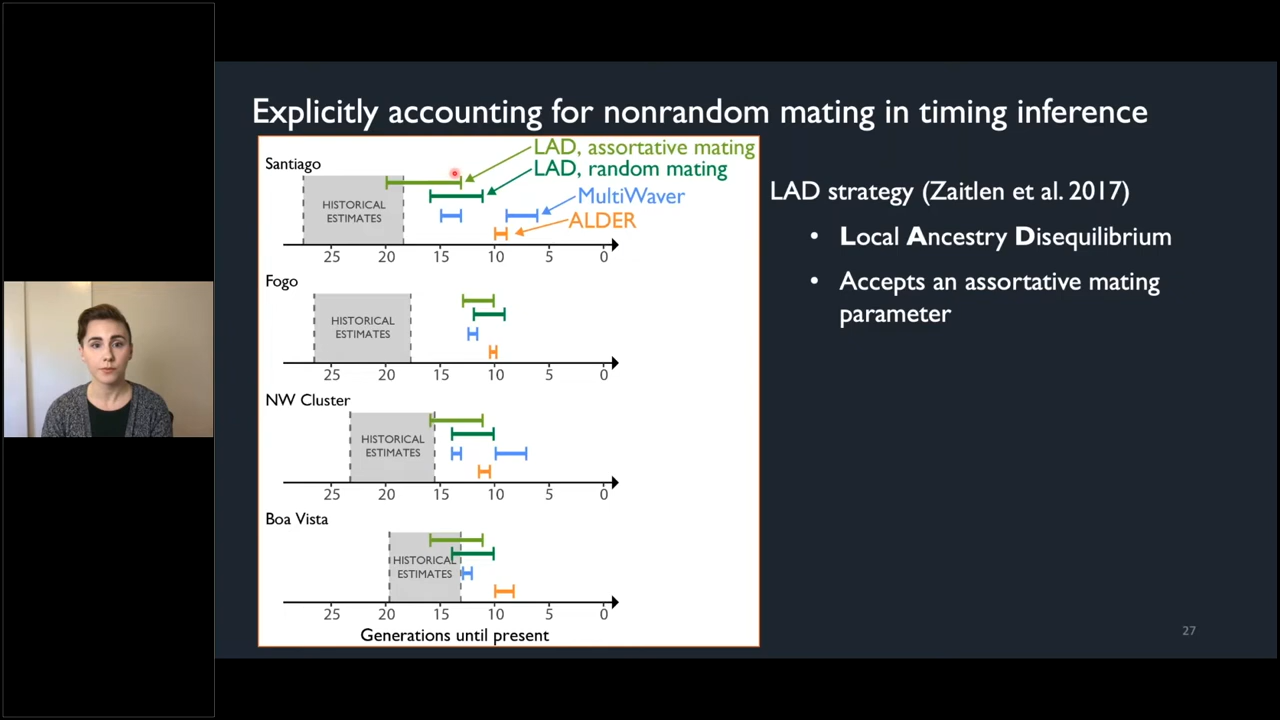 Explicitly accounting for nonrandom mating in timing inference
LAD, assortative mating
LAD, random mating
MultiWaver
ALDER
Santiago
HISTORICAL
ESTIMATES
25 20 15 10 5 0
Fogo
HISTORICAL
ESTIMATES
25 20 15 10 5 0
NW Cluster
HISTORICAL
ESTIMATES
25 20 15 10 5 0
Boa Vista
HISTORICAL
ESTIMATES
25 20 15 10 5 0
Generations until present
LAD strategy (Zaitlen et al. 2017)
• Local Ancestry Disequilibrium
• Accepts an assortative mating
parameter
27